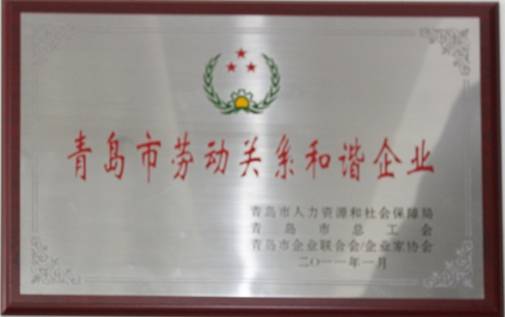 青岛市劳动关系和谐企业
青岛市人力资源和社会保障局
青岛市总工会
青岛市企业联合会/企业家协会
二〇一一年一月